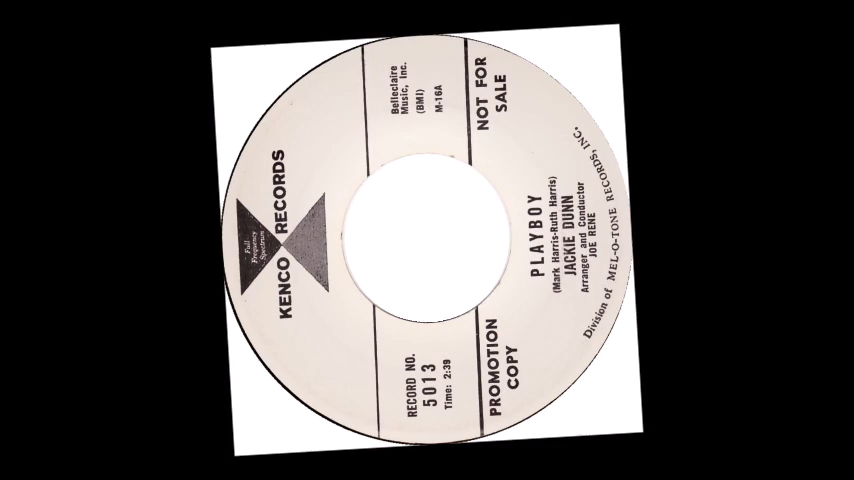 Full
Frequency
Spectrum
KENCO RECORDS
RECORD NO.
5013
Time: 2:39
Belleclaire
Music, Inc.
(BMI)
M-16A
PROMOTION
COPY
NOT FOR
SALE
PLAYBOY
(Mark Harris-Ruth Harris)
JACKIE DUNN
Arranger and Conductor
JOE RENE
Division of MEL-O-TONE RECORDS, INC.